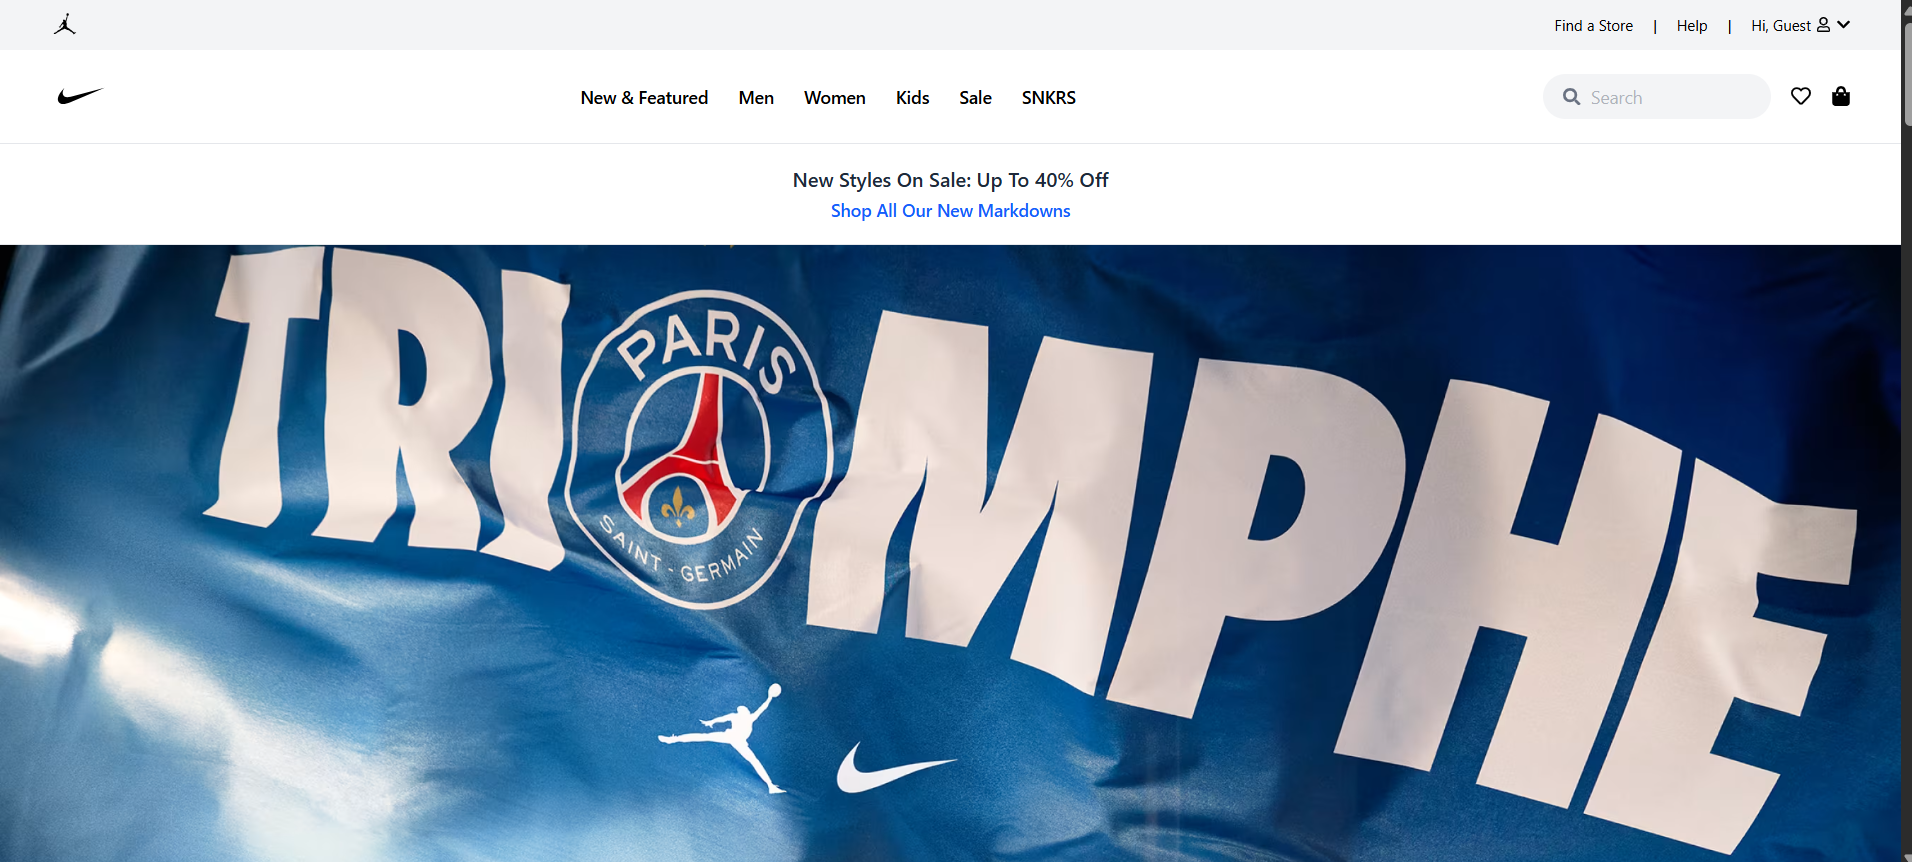 Find a Store | Help | Hi, Guest
New & Featured Men Women Kids Sale SNKRS
Search
New Styles On Sale: Up To 40% Off
Shop All Our New Markdowns
TRI MPHE
PARIS
SAINT - GERMAIN